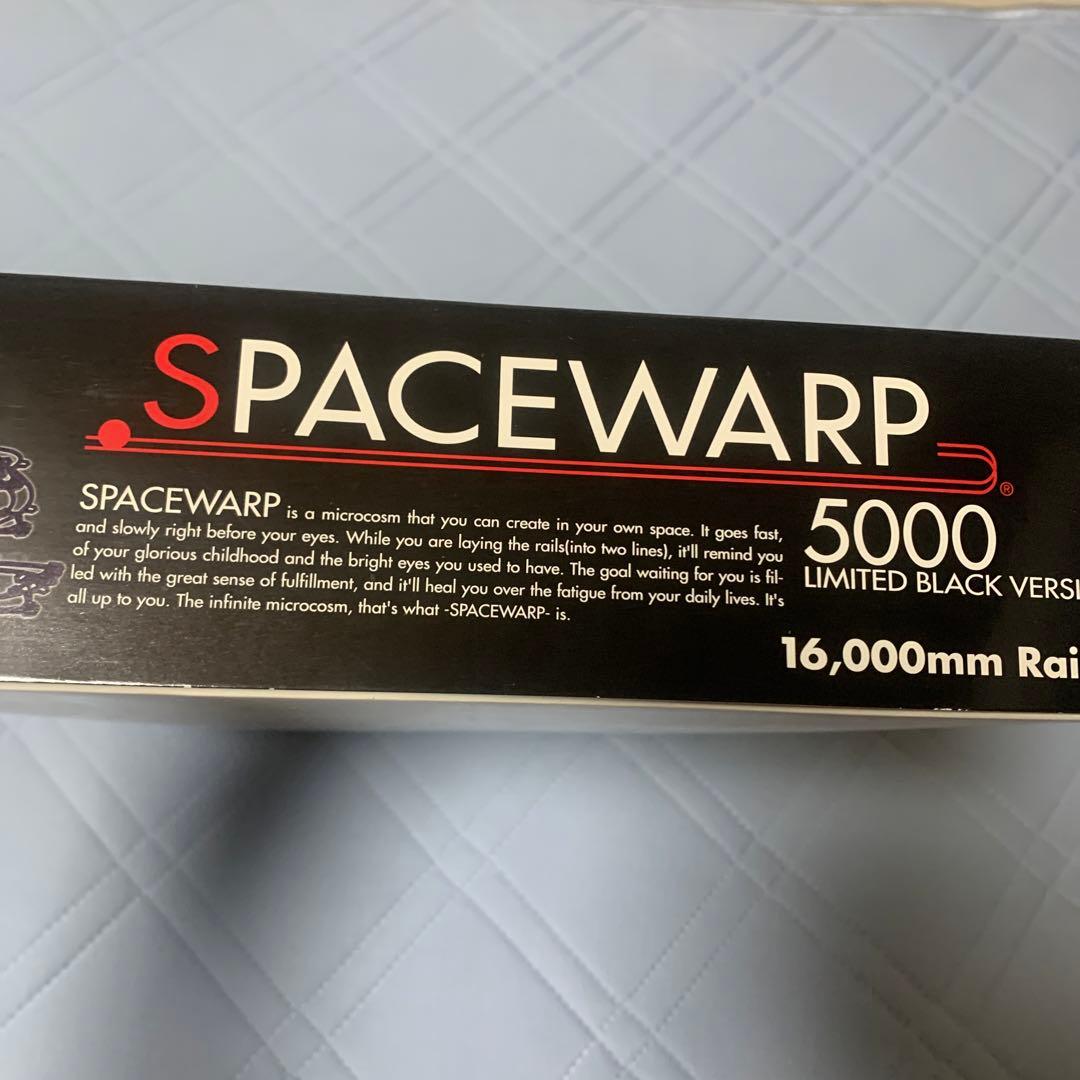 SPACEWARP®
SPACEWARP is a microcosm that you can create in your own space. It goes fast,
and slowly right before your eyes. While you are laying the rails(into two lines), it'll remind you
of your glorious childhood and the bright eyes you used to have. The goal waiting for you is fil-
led with the great sense of fulfillment, and it'll heal you over the fatigue from your daily lives. It's
all up to you. The infinite microcosm, that's what -SPACEWARP- is.
5000
LIMITED BLACK VERSI
16,000mm Rai